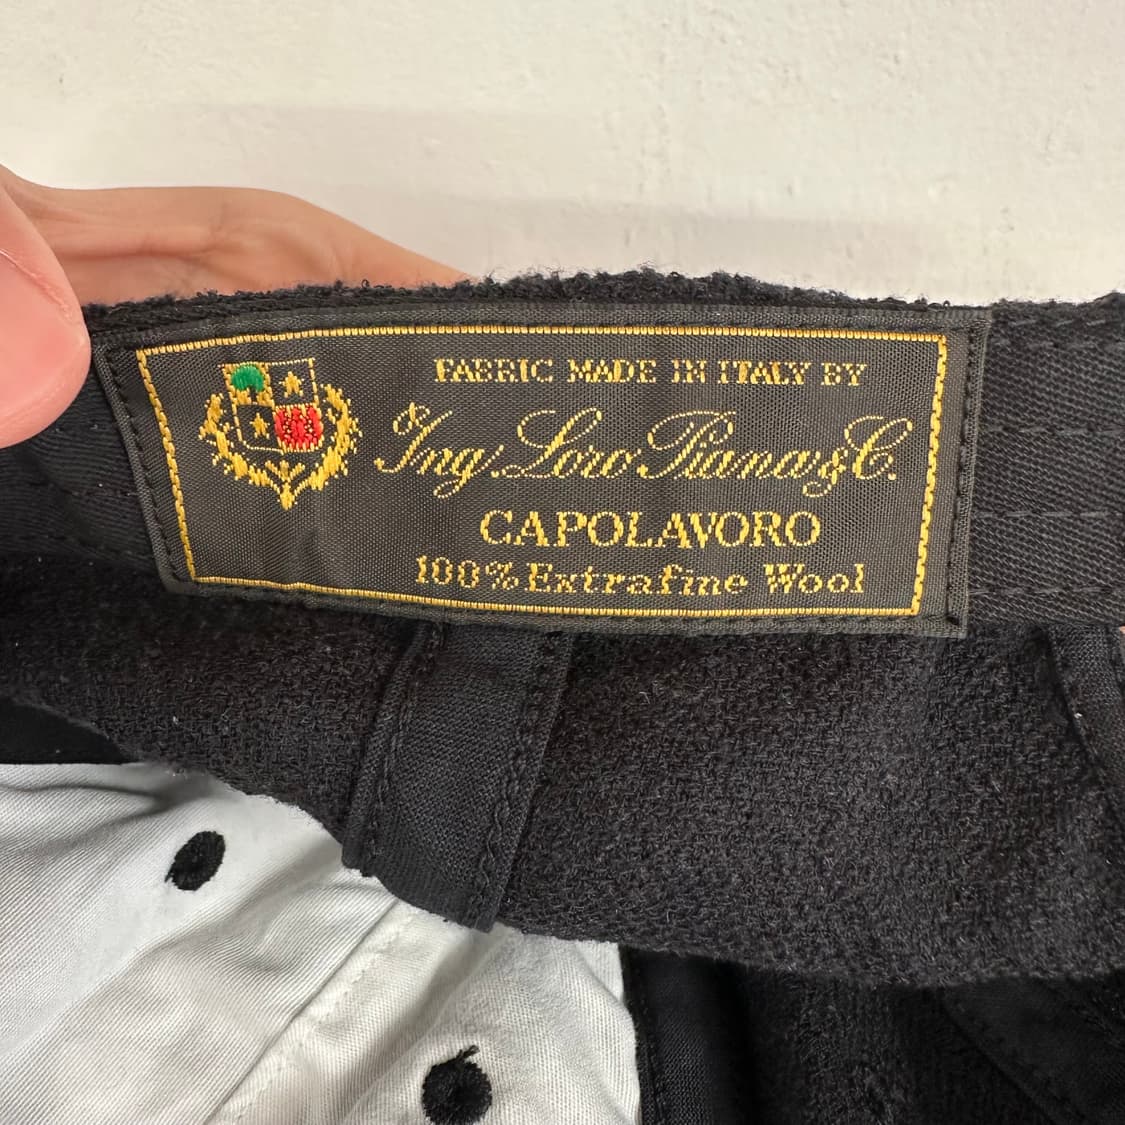 FABRIC MADE IN ITALY BY
Ing. Loro Piana & C.
CAPOLAVORO
100% Extrafine Wool